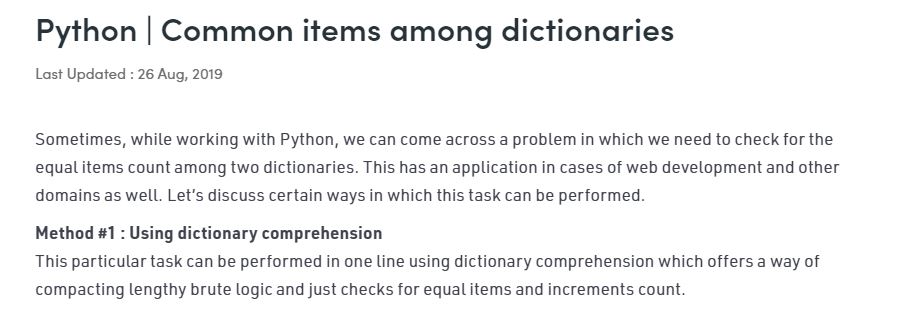 Python | Common items among dictionaries
Last Updated : 26 Aug, 2019
Sometimes, while working with Python, we can come across a problem in which we need to check for the
equal items count among two dictionaries. This has an application in cases of web development and other
domains as well. Let’s discuss certain ways in which this task can be performed.
Method #1 : Using dictionary comprehension
This particular task can be performed in one line using dictionary comprehension which offers a way of
compacting lengthy brute logic and just checks for equal items and increments count.